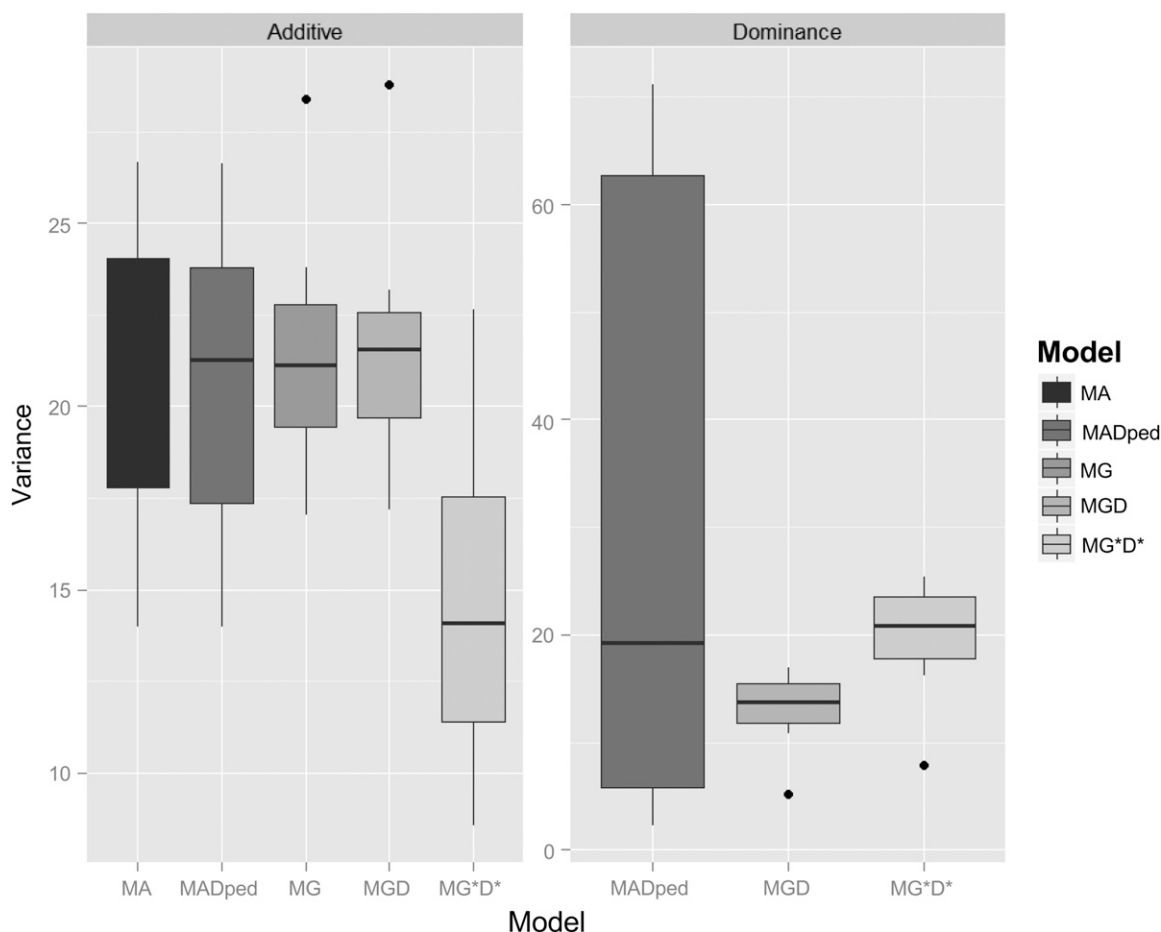 Additive
Dominance
Variance
25
20
15
10
60
40
20
0
MA
MADped
MG
MGD
MG*D*
MADped
MGD
MG*D*
Model
Model
MA
MADped
MG
MGD
MG*D*